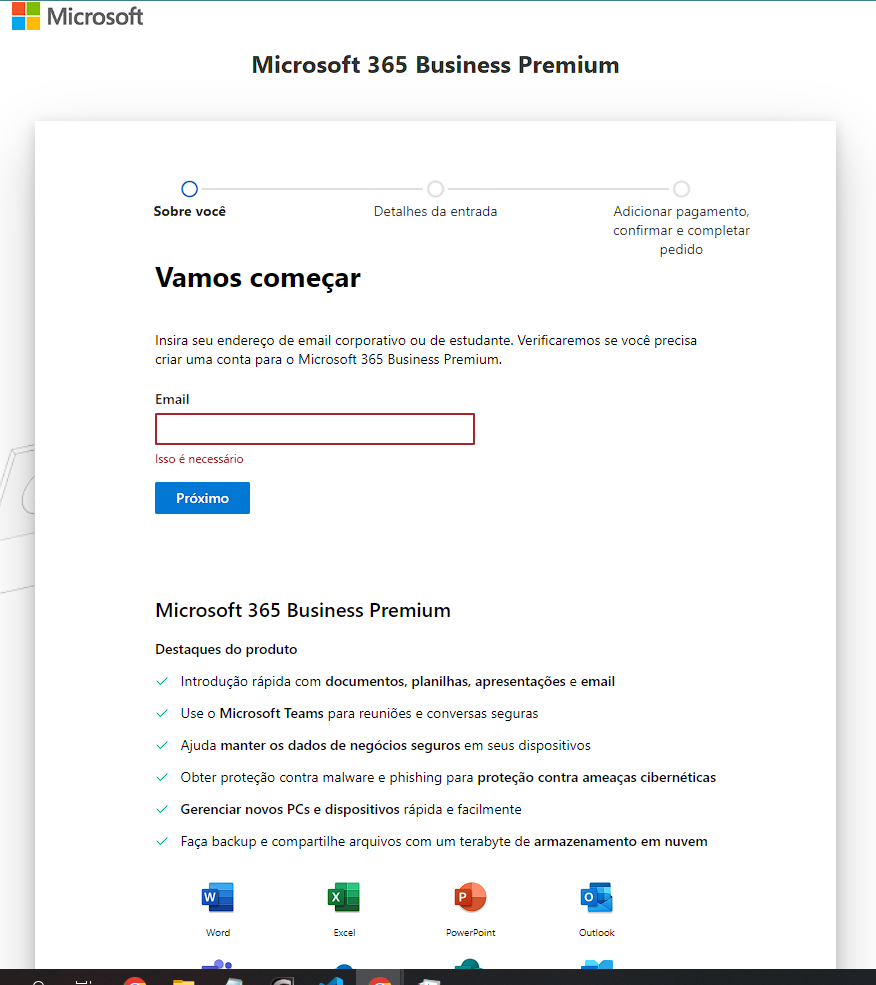 Microsoft
Microsoft 365 Business Premium
Sobre você
Detalhes da entrada
Adicionar pagamento,
confirmar e completar
pedido
Vamos começar
Insira seu endereço de email corporativo ou de estudante. Verificaremos se você precisa
criar uma conta para o Microsoft 365 Business Premium.
Email
Isso é necessário
Próximo
Microsoft 365 Business Premium
Destaques do produto
Introdução rápida com documentos, planilhas, apresentações e email
Use o Microsoft Teams para reuniões e conversas seguras
Ajuda manter os dados de negócios seguros em seus dispositivos
Obter proteção contra malware e phishing para proteção contra ameaças cibernéticas
Gerenciar novos PCs e dispositivos rápida e facilmente
Faça backup e compartilhe arquivos com um terabyte de armazenamento em nuvem
W
X
P
O
Word
Excel
PowerPoint
Outlook